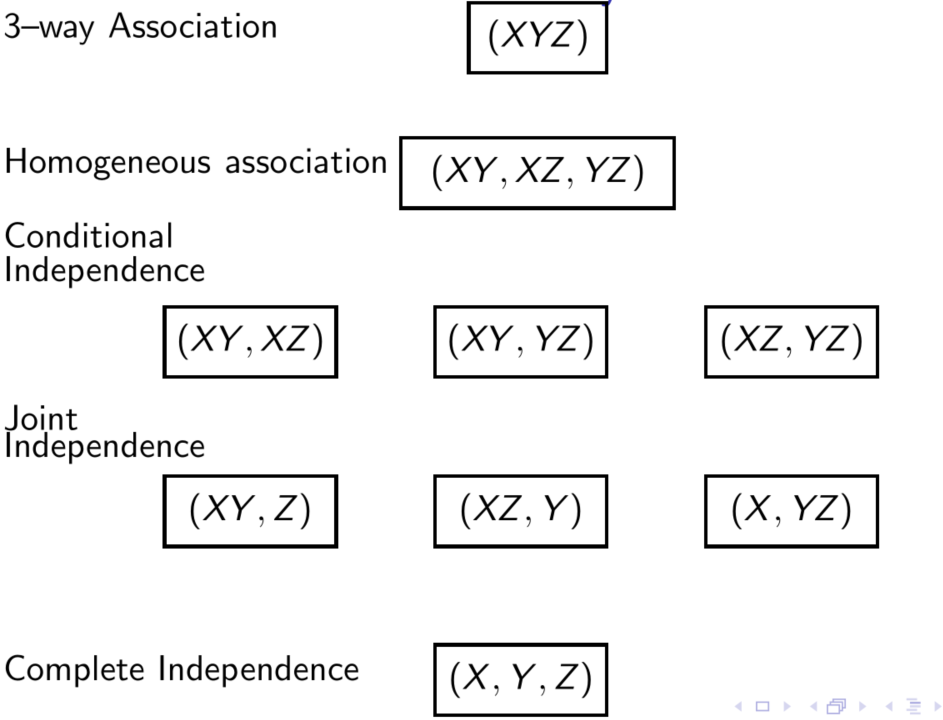 3–way Association
(XYZ)
Homogeneous association
(XY, XZ, YZ)
Conditional
Independence
(XY, XZ)
(XY, YZ)
(XZ, YZ)
Joint
Independence
(XY, Z)
(XZ, Y)
(X, YZ)
Complete Independence
(X, Y, Z)